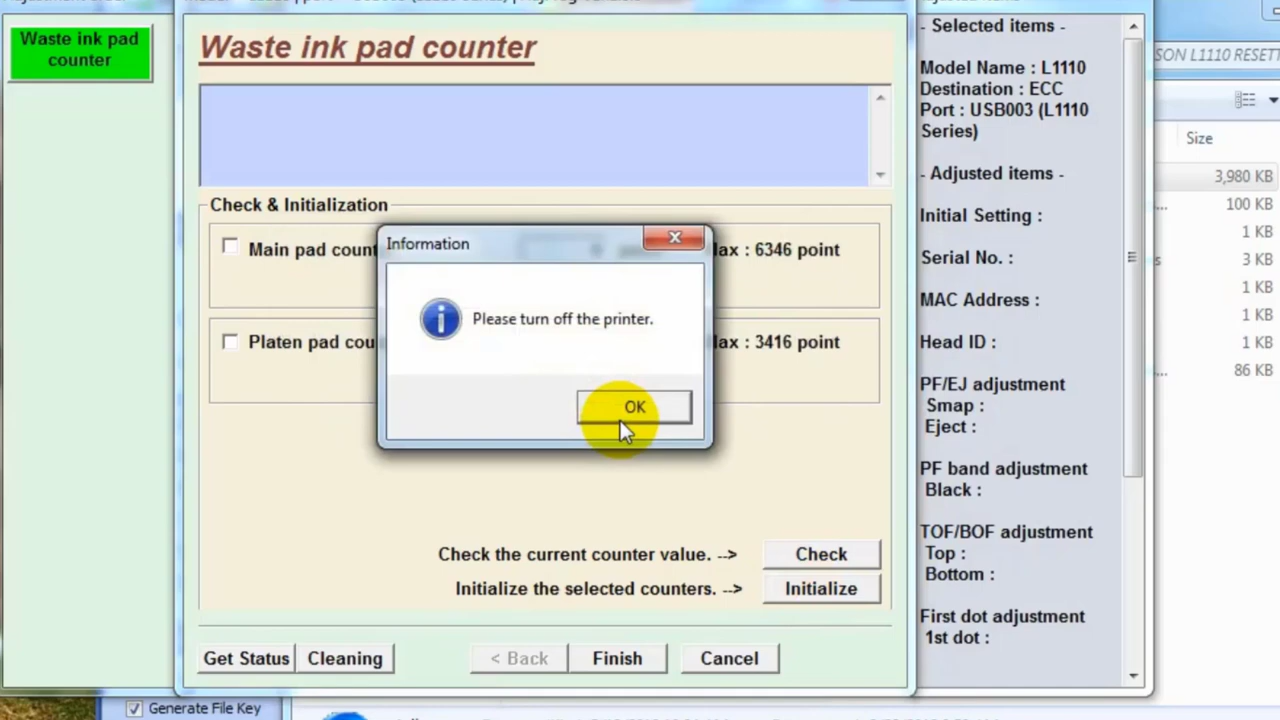 Waste ink pad
counter
Waste ink pad counter
Check & Initialization
Main pad count
Max : 6346 point
Platen pad cou
Max : 3416 point
Information
Please turn off the printer.
OK
Check the current counter value. -->
Check
Initialize the selected counters. -->
Initialize
Get Status
Cleaning
< Back
Finish
Cancel
- Selected items -
Model Name : L1110
Destination : ECC
Port : USB003 (L1110
Series)
- Adjusted items -
Initial Setting :
Serial No. :
MAC Address :
Head ID :
PF/EJ adjustment
Smap :
Eject :
PF band adjustment
Black :
TOF/BOF adjustment
Top :
Bottom :
First dot adjustment
1st dot :
SON L1110 RESETT
Size
3,980 KB
... 100 KB
1 KB
s 3 KB
1 KB
1 KB
1 KB
... 86 KB
Generate File Key